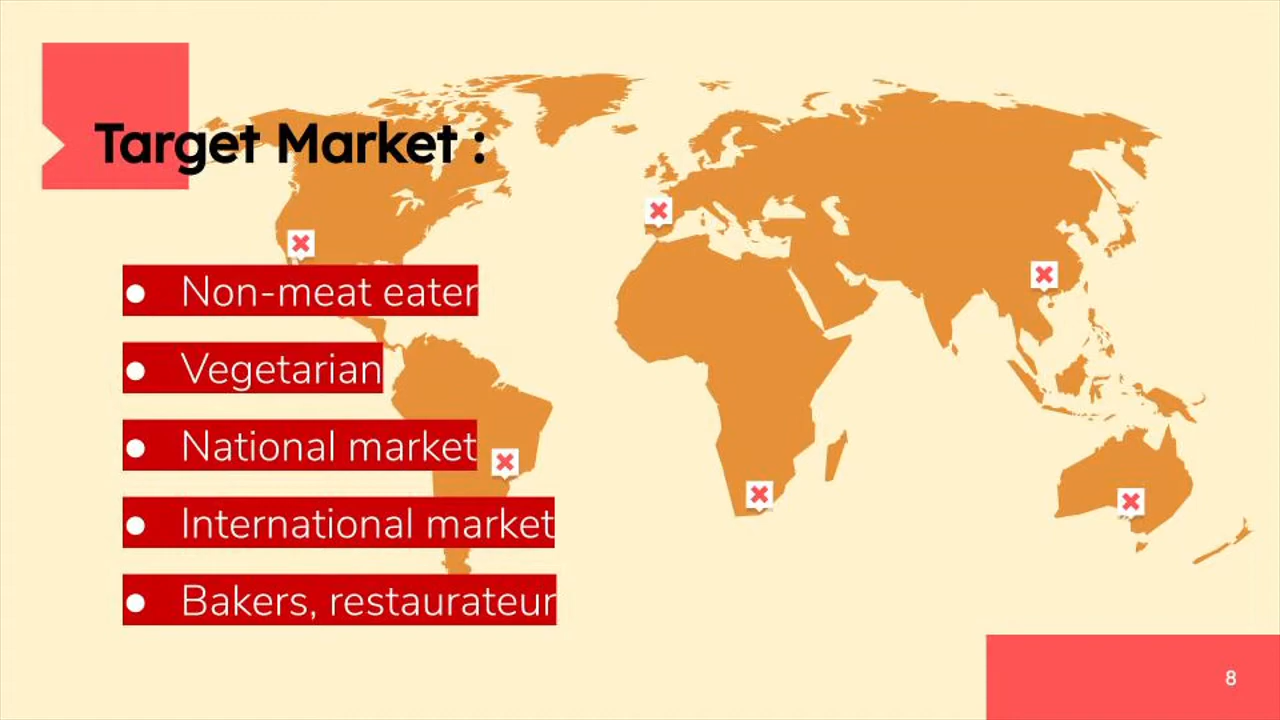 Target Market :
● Non-meat eater
● Vegetarian
● National market
● International market
● Bakers, restaurateur
8